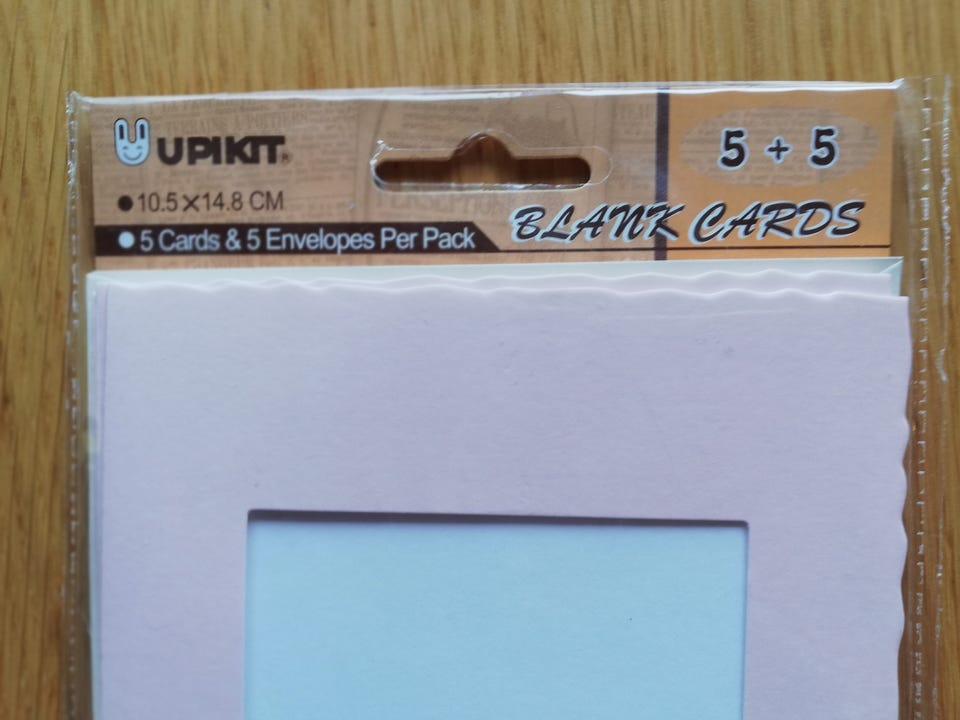 UPIKIT®
5 + 5
●10.5×14.8 CM
BLANK CARDS
●5 Cards & 5 Envelopes Per Pack